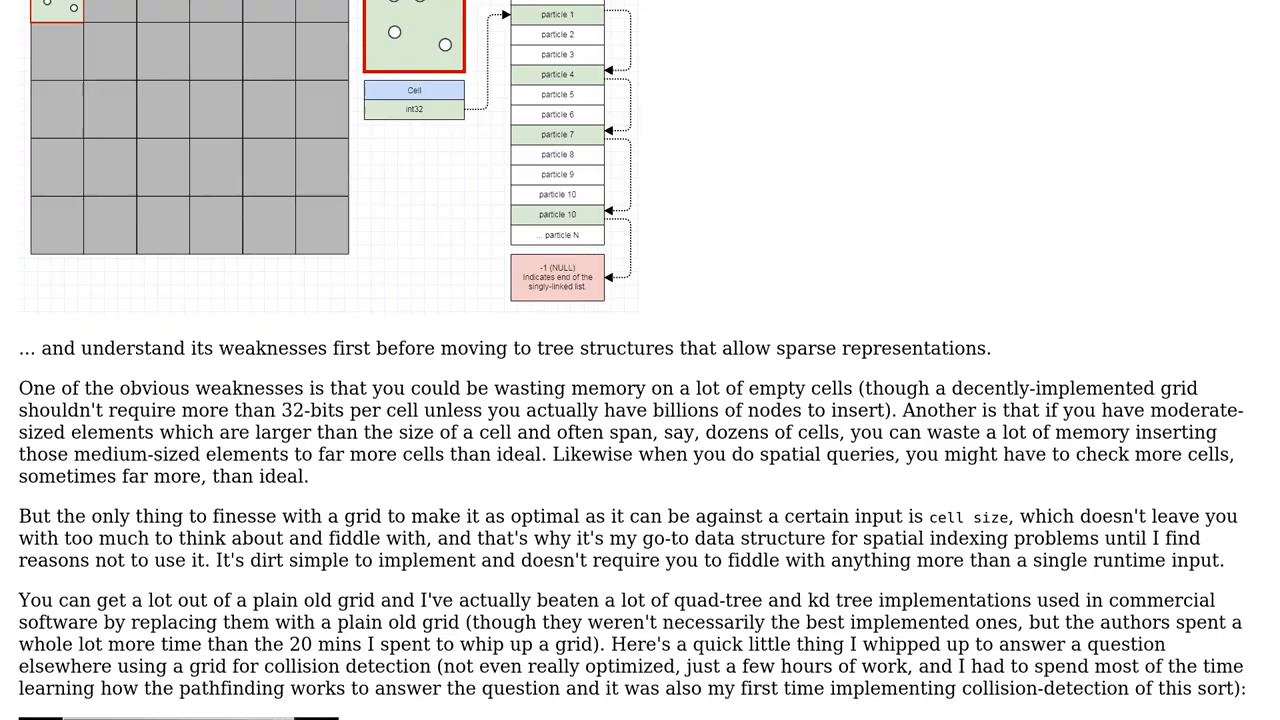 Cell
int32
particle 1
particle 2
particle 3
particle 4
particle 5
particle 6
particle 7
particle 8
particle 9
particle 10
particle 10
... particle N
-1 (NULL)
Indicates end of the
singly-linked list.
... and understand its weaknesses first before moving to tree structures that allow sparse representations.
One of the obvious weaknesses is that you could be wasting memory on a lot of empty cells (though a decently-implemented grid
shouldn't require more than 32-bits per cell unless you actually have billions of nodes to insert). Another is that if you have moderate-
sized elements which are larger than the size of a cell and often span, say, dozens of cells, you can waste a lot of memory inserting
those medium-sized elements to far more cells than ideal. Likewise when you do spatial queries, you might have to check more cells,
sometimes far more, than ideal.
But the only thing to finesse with a grid to make it as optimal as it can be against a certain input is cell size, which doesn't leave you
with too much to think about and fiddle with, and that's why it's my go-to data structure for spatial indexing problems until I find
reasons not to use it. It's dirt simple to implement and doesn't require you to fiddle with anything more than a single runtime input.
You can get a lot out of a plain old grid and I've actually beaten a lot of quad-tree and kd tree implementations used in commercial
software by replacing them with a plain old grid (though they weren't necessarily the best implemented ones, but the authors spent a
whole lot more time than the 20 mins I spent to whip up a grid). Here's a quick little thing I whipped up to answer a question
elsewhere using a grid for collision detection (not even really optimized, just a few hours of work, and I had to spend most of the time
learning how the pathfinding works to answer the question and it was also my first time implementing collision-detection of this sort):